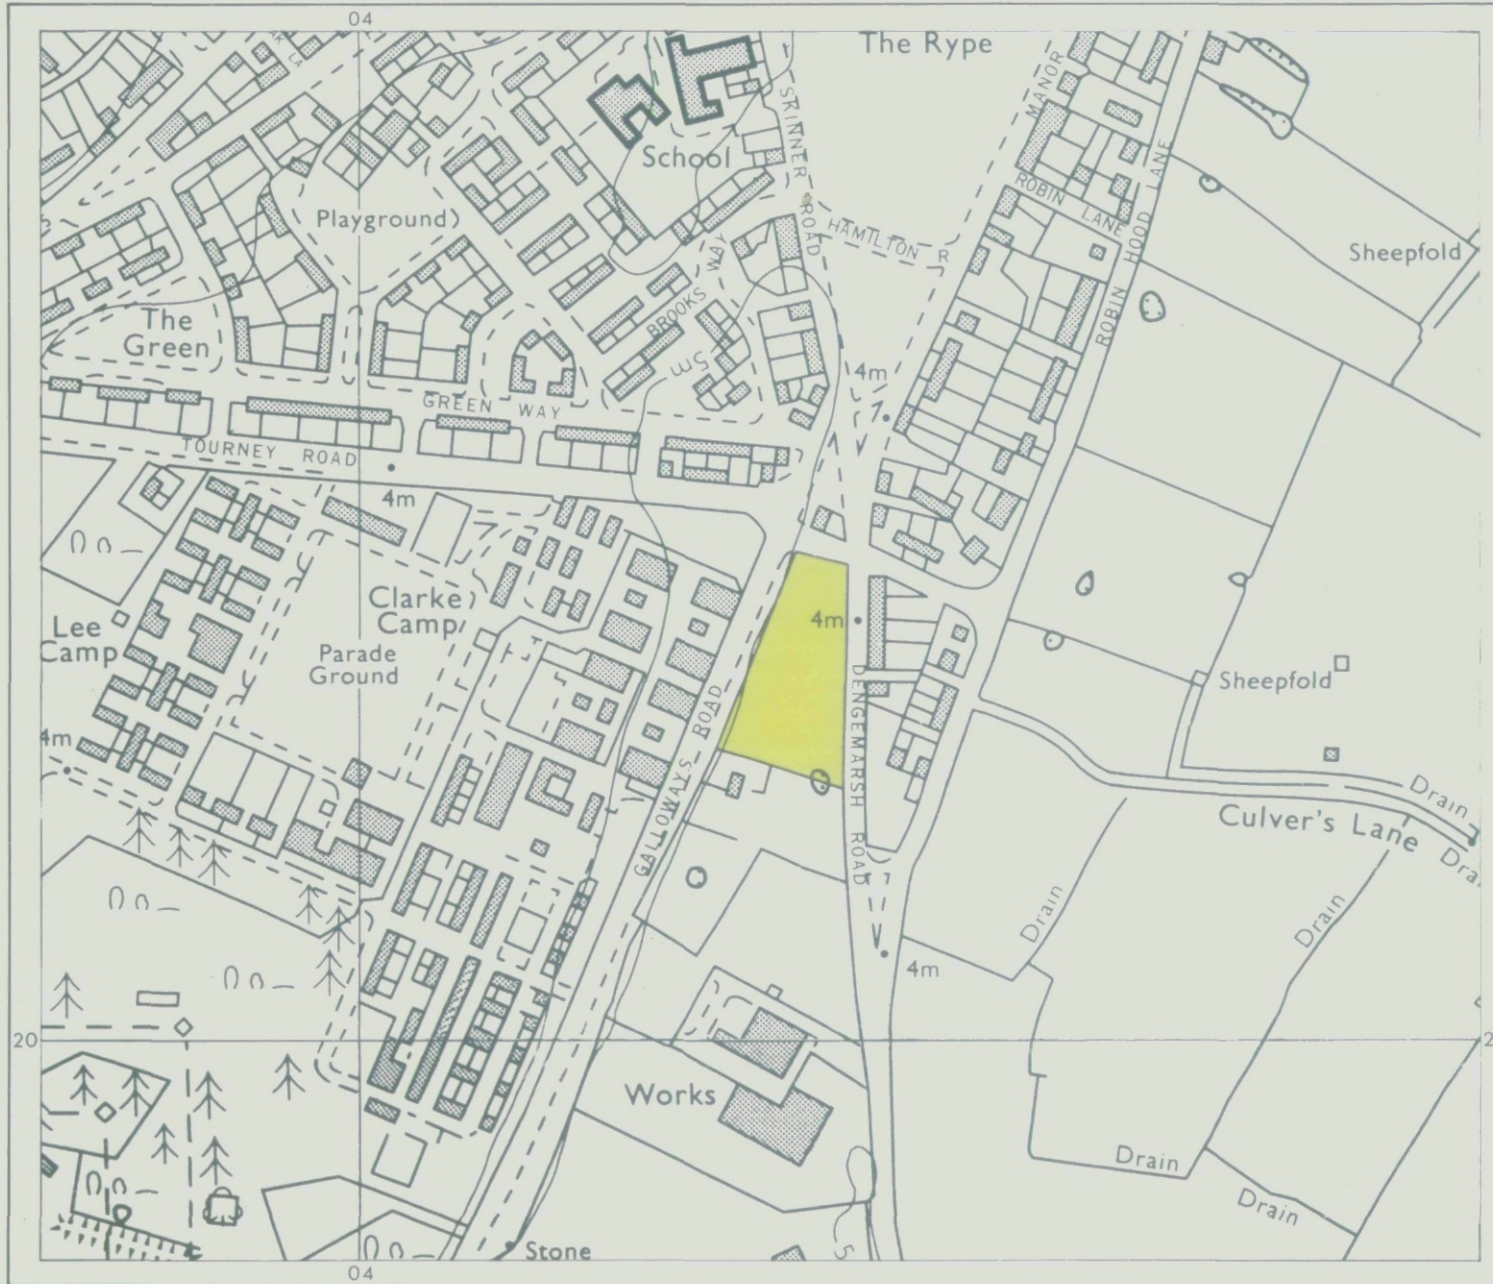 04
The Rype
MANOR
SKINNER ROAD
School
ROBIN LANE
ROBIN HOOD LANE
Playground
HAMILTON R
Sheepfold
BROOKS WAY
The
Green
5m
4m
GREEN WAY
TOURNEY ROAD
4m
Clarke
Camp
Lee
Camp
4m
Parade
Ground
DENGEMARSH ROAD
Sheepfold
GALLOWAYS ROAD
4m
Drain
Culver's Lane
Drain
Drain
4m
20
Works
Drain
Drain
5
Stone
04